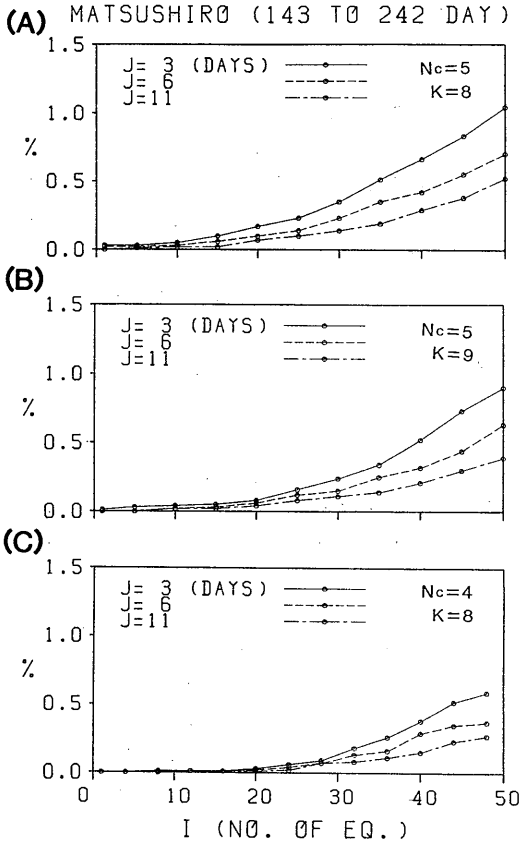 (A) MATSUSHIRO (143 TO 242 DAY)
1.5
J= 3 (DAYS) Nc=5
J= 6 K=8
J=11
1.0
%
0.5
0.0
(B)
1.5
J= 3 (DAYS) Nc=5
J= 6 K=9
J=11
1.0
%
0.5
0.0
(C)
1.5
J= 3 (DAYS) Nc=4
J= 6 K=8
J=11
1.0
%
0.5
0.0
0 10 20 30 40 50
I (NO. OF EQ.)